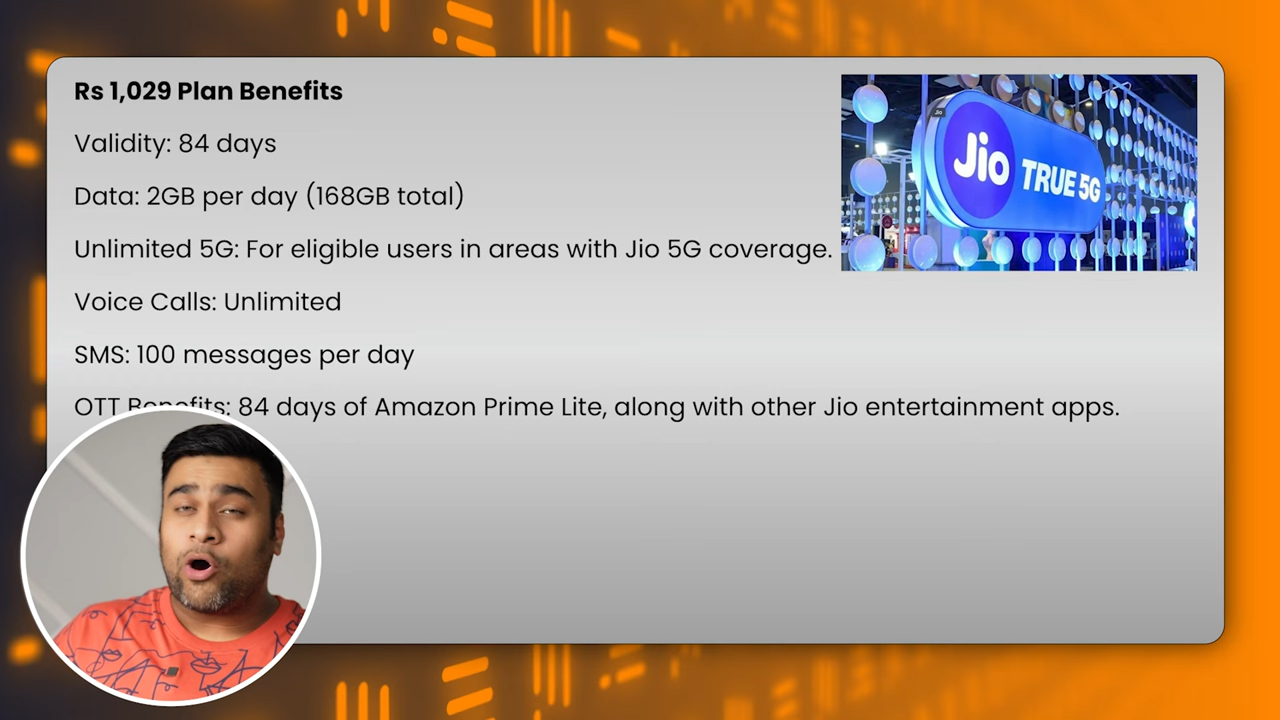 Rs 1,029 Plan Benefits
Validity: 84 days
Data: 2GB per day (168GB total)
Unlimited 5G: For eligible users in areas with Jio 5G coverage.
Voice Calls: Unlimited
SMS: 100 messages per day
OTT Benefits: 84 days of Amazon Prime Lite, along with other Jio entertainment apps.
Jio TRUE 5G